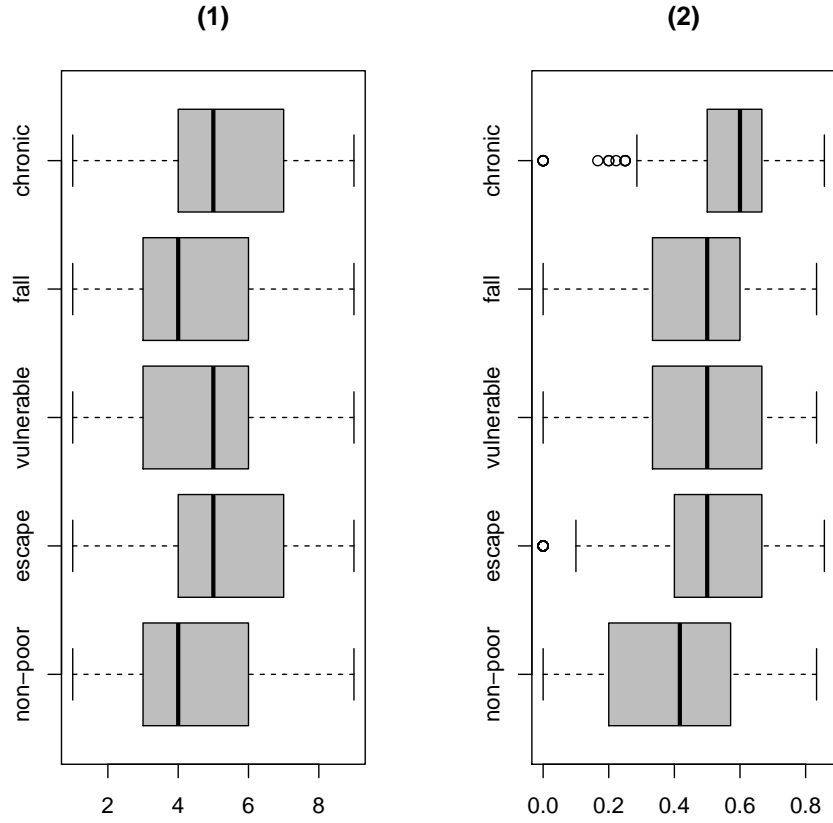 (1)
chronic
fall
vulnerable
escape
non−poor
2 4 6 8
(2)
chronic
fall
vulnerable
escape
non−poor
0.0 0.2 0.4 0.6 0.8